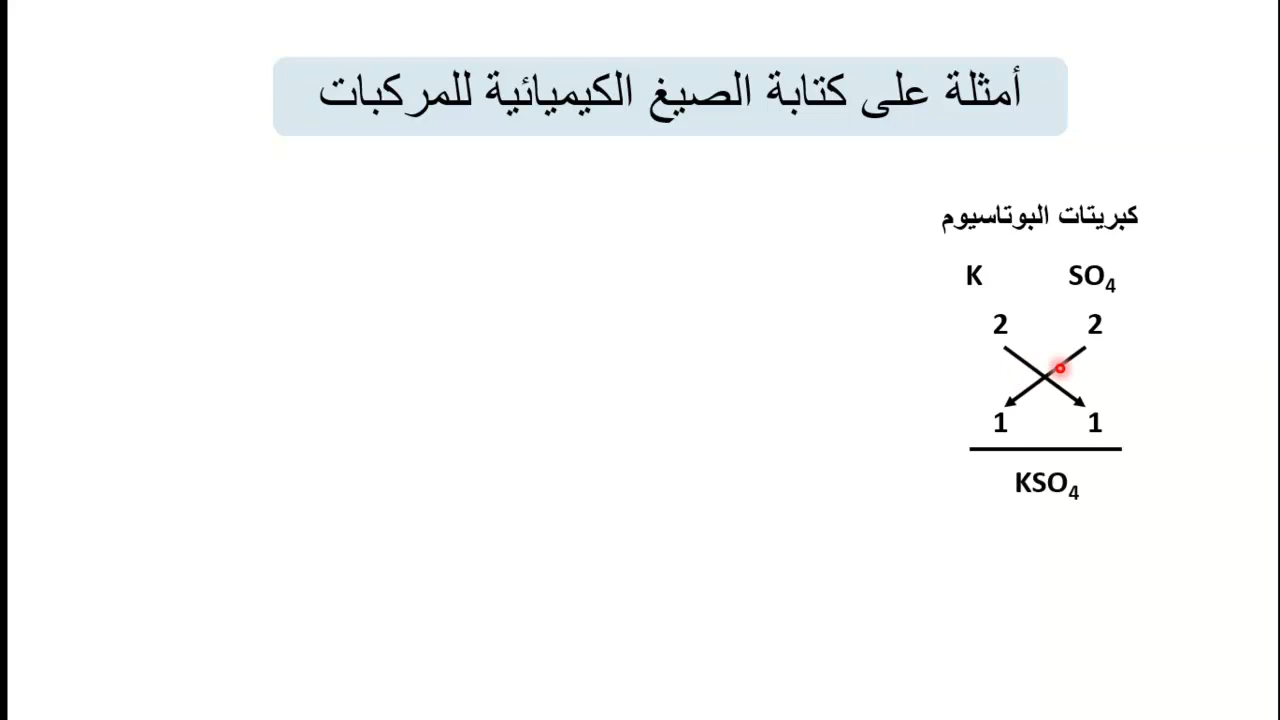 أمثلة على كتابة الصيغ الكيميائية للمركبات
كبريتات البوتاسيوم
K SO₄
2 2
1 1
KSO₄